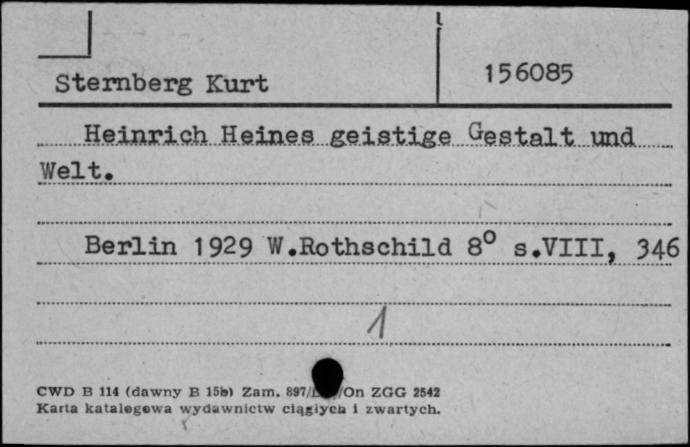 Sternberg Kurt
156085
Heinrich Heines geistige Gestalt und
Welt.
Berlin 1929 W.Rothschild 8° s.VIII, 346
1
CWD B 114 (dawny B 15b) Zam. 897/ /On ZGG 2542
Karta katalogowa wydawnictw ciągłych i zwartych.